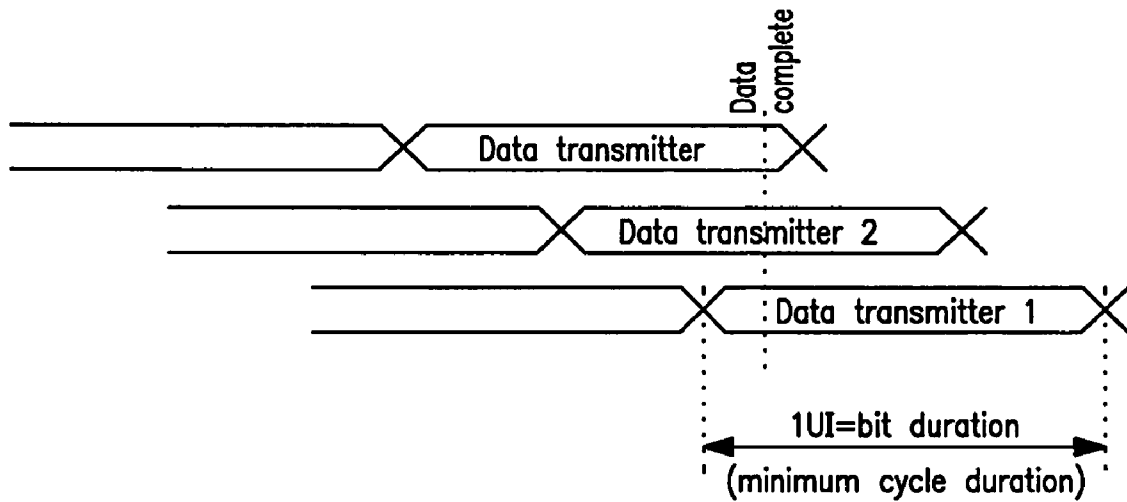 Data
complete
Data transmitter
Data transmitter 2
Data transmitter 1
1UI=bit duration
(minimum cycle duration)